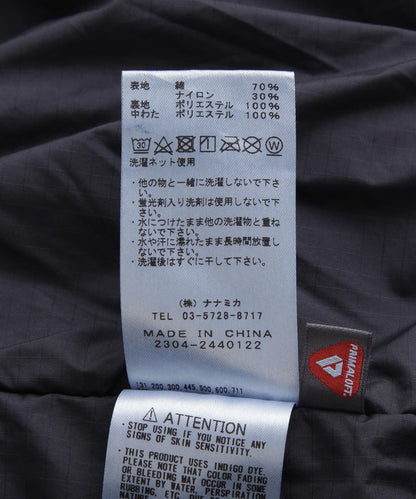 表地 綿 70%
ナイロン 30%
裏地 ポリエステル 100%
中わた ポリエステル 100%
30
W
洗濯ネット使用
・他の物と一緒に洗濯しないで下さ
い。
・蛍光剤入り洗剤は使用しないで下
さい。
・水につけたまま他の洗濯物と重ね
ないで下さい。
・水や汗に濡れたまま長時間放置し
ないで下さい。
・洗濯後はすぐに干して下さい。
(株) ナナミカ
TEL 03-5728-8717
MADE IN CHINA
2304-2440122
131,200,300,445,500,600,711
PRIMALOFT
ATTENTION
・STOP USING IF YOU NOTICE ANY
SIGNS OF SKIN SENSITIVITY.
・THIS PRODUCT USES INDIGO DYE.
PLEASE NOTE THAT COLOR FADING
OR BLEEDING MAY OCCUR IN SOME
EXTENT BY WATER, PERSPIRATION